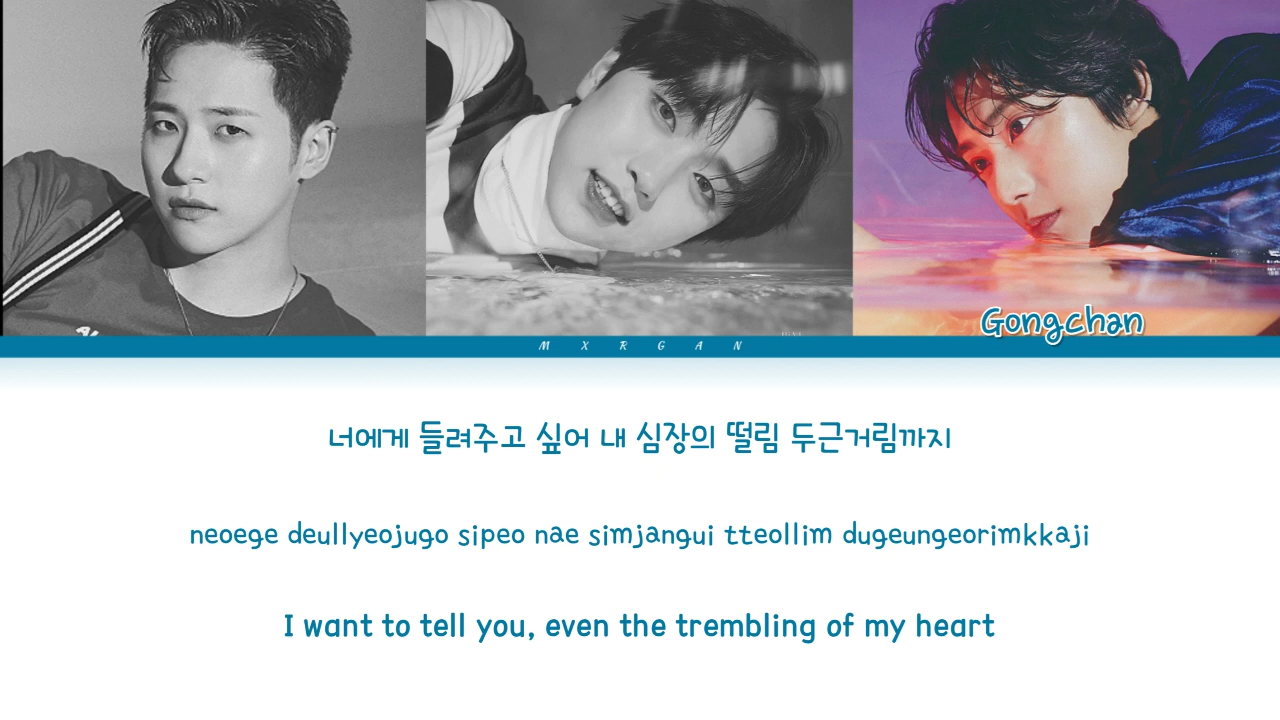 Gongchan
M X R G A N
너에게 들려주고 싶어 내 심장의 떨림 두근거림까지
neoege deullyeojugo sipeo nae simjangui tteollim dugeungeorimkkaji
I want to tell you, even the trembling of my heart